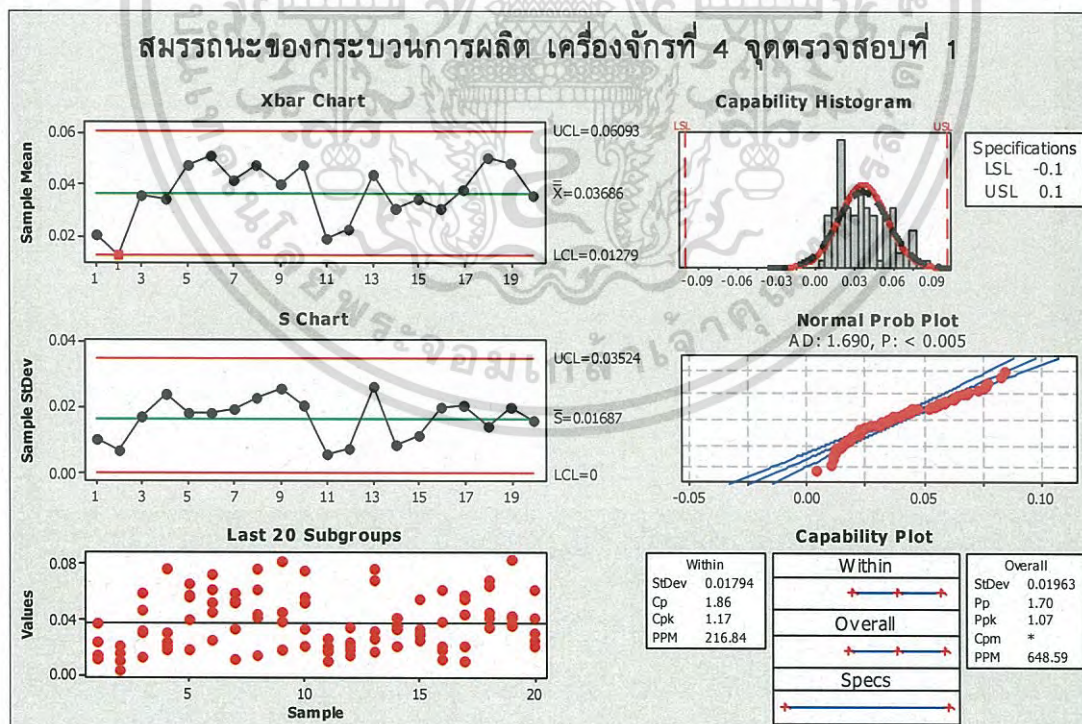 สมรรถนะของกระบวนการผลิต เครื่องจักรที่ 4 จุดตรวจสอบที่ 1
Xbar Chart
Sample Mean
0.06
0.04
0.02
UCL=0.06093
X=0.03686
LCL=0.01279
1
1 3 5 7 9 11 13 15 17 19
Capability Histogram
LSL
USL
-0.09 -0.06 -0.03 0.00 0.03 0.06 0.09
Specifications
LSL -0.1
USL 0.1
S Chart
Sample StDev
0.04
0.02
0.00
UCL=0.03524
S=0.01687
LCL=0
1 3 5 7 9 11 13 15 17 19
Normal Prob Plot
AD: 1.690, P: < 0.005
-0.05 0.00 0.05 0.10
Last 20 Subgroups
Values
0.08
0.04
0.00
5 10 15 20
Sample
Capability Plot
Within
StDev 0.01794
Cp 1.86
Cpk 1.17
PPM 216.84
Within
Overall
Specs
Overall
StDev 0.01963
Pp 1.70
Ppk 1.07
Cpm *
PPM 648.59